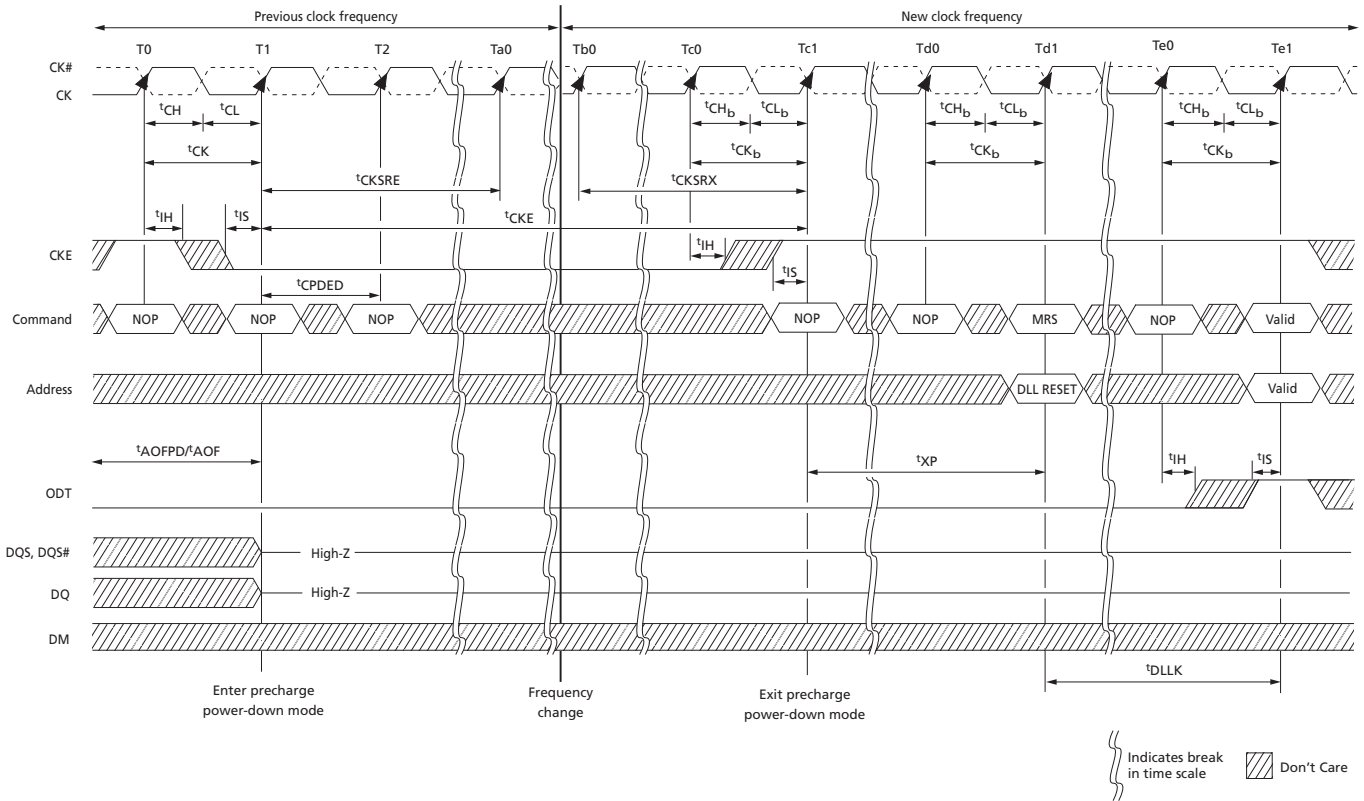 Previous clock frequency New clock frequency
T0 T1 T2 Ta0 Tb0 Tc0 Tc1 Td0 Td1 Te0 Te1
CK#
CK
tCH tCL tCHb tCLb tCHb tCLb tCHb tCLb
tCK tCKb tCKb tCKb
tCKSRE tCKSRX
tIH tIS tCKE
CKE tIH
tIS
tCPDED
Command NOP NOP NOP NOP NOP MRS NOP Valid
Address DLL RESET Valid
tAOFPD/tAOF tXP tIH tIS
ODT
DQS, DQS# High-Z
DQ High-Z
DM
tDLLK
Enter precharge
power-down mode
Frequency
change
Exit precharge
power-down mode
Indicates break
in time scale
Don't Care